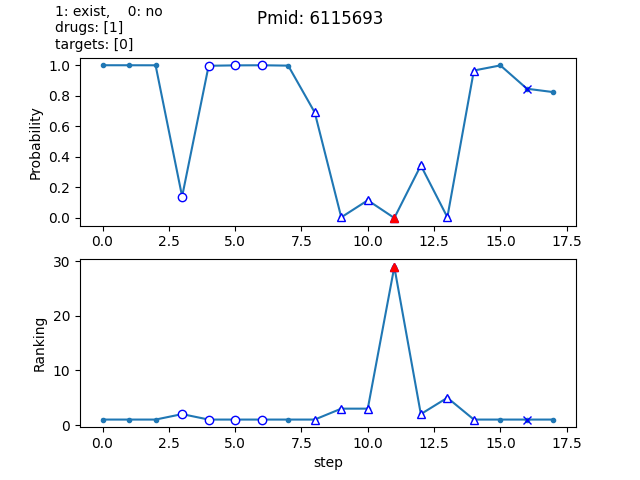 1: exist,    0: no
drugs: [1]
targets: [0]
Pmid: 6115693
1.0
0.8
0.6
0.4
0.2
0.0
Probability
0.0 2.5 5.0 7.5 10.0 12.5 15.0 17.5
30
20
10
0
Ranking
0.0 2.5 5.0 7.5 10.0 12.5 15.0 17.5
step